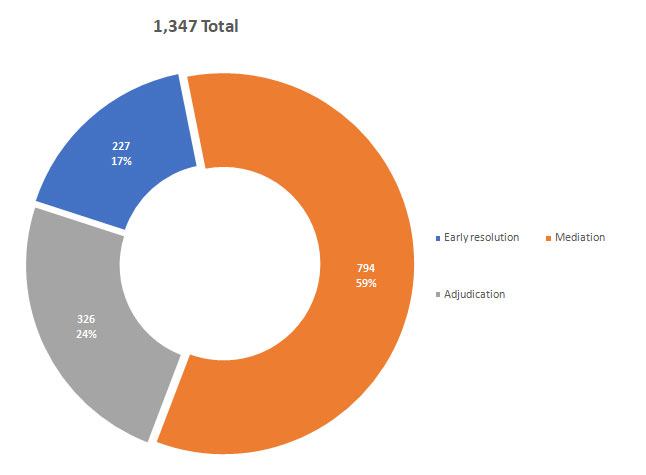 1,347 Total
227
17%
794
59%
326
24%
Early resolution
Mediation
Adjudication